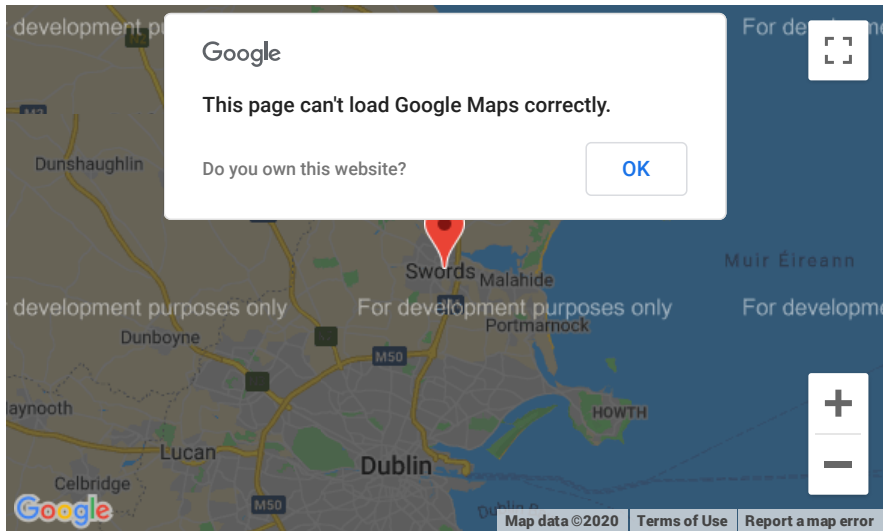 For development purposes only
For de
Google
This page can't load Google Maps correctly.
Do you own this website?
OK
Dunshaughlin
Swords
Malahide
Muir Éireann
development purposes only
For development purposes only
For developme
Portmarnock
Dunboyne
M50
aynooth
HOWTH
Lucan
Dublin
Celbridge
Google
M50
Dublin
Map data ©2020
Terms of Use
Report a map error